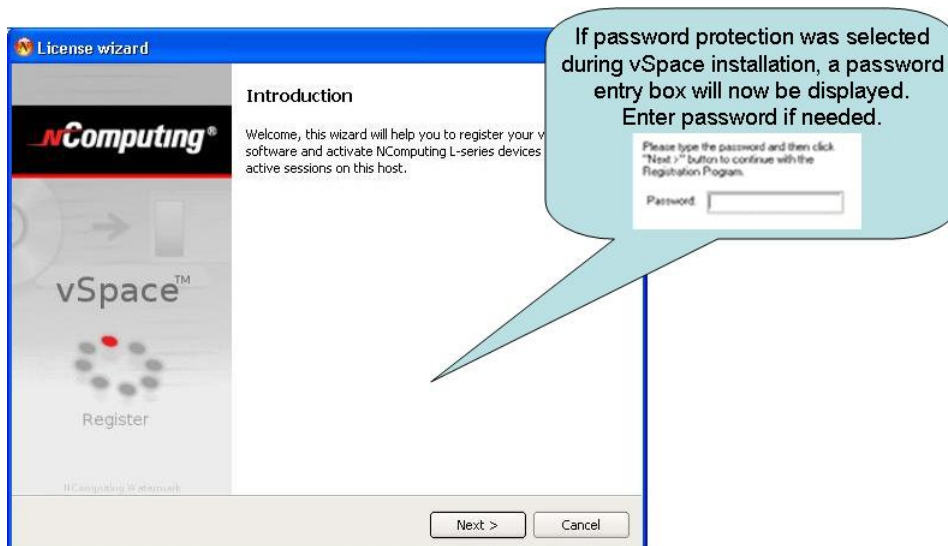 License wizard
If password protection was selected
during vSpace installation, a password
entry box will now be displayed.
Enter password if needed.
Please type the password and then click
"Next >" button to continue with the
Registration Program.
Password:
NComputing®
Introduction
Welcome, this wizard will help you to register your v
software and activate NComputing L-series devices
active sessions on this host.
vSpace™
Register
NComputing Watermark
Next >
Cancel